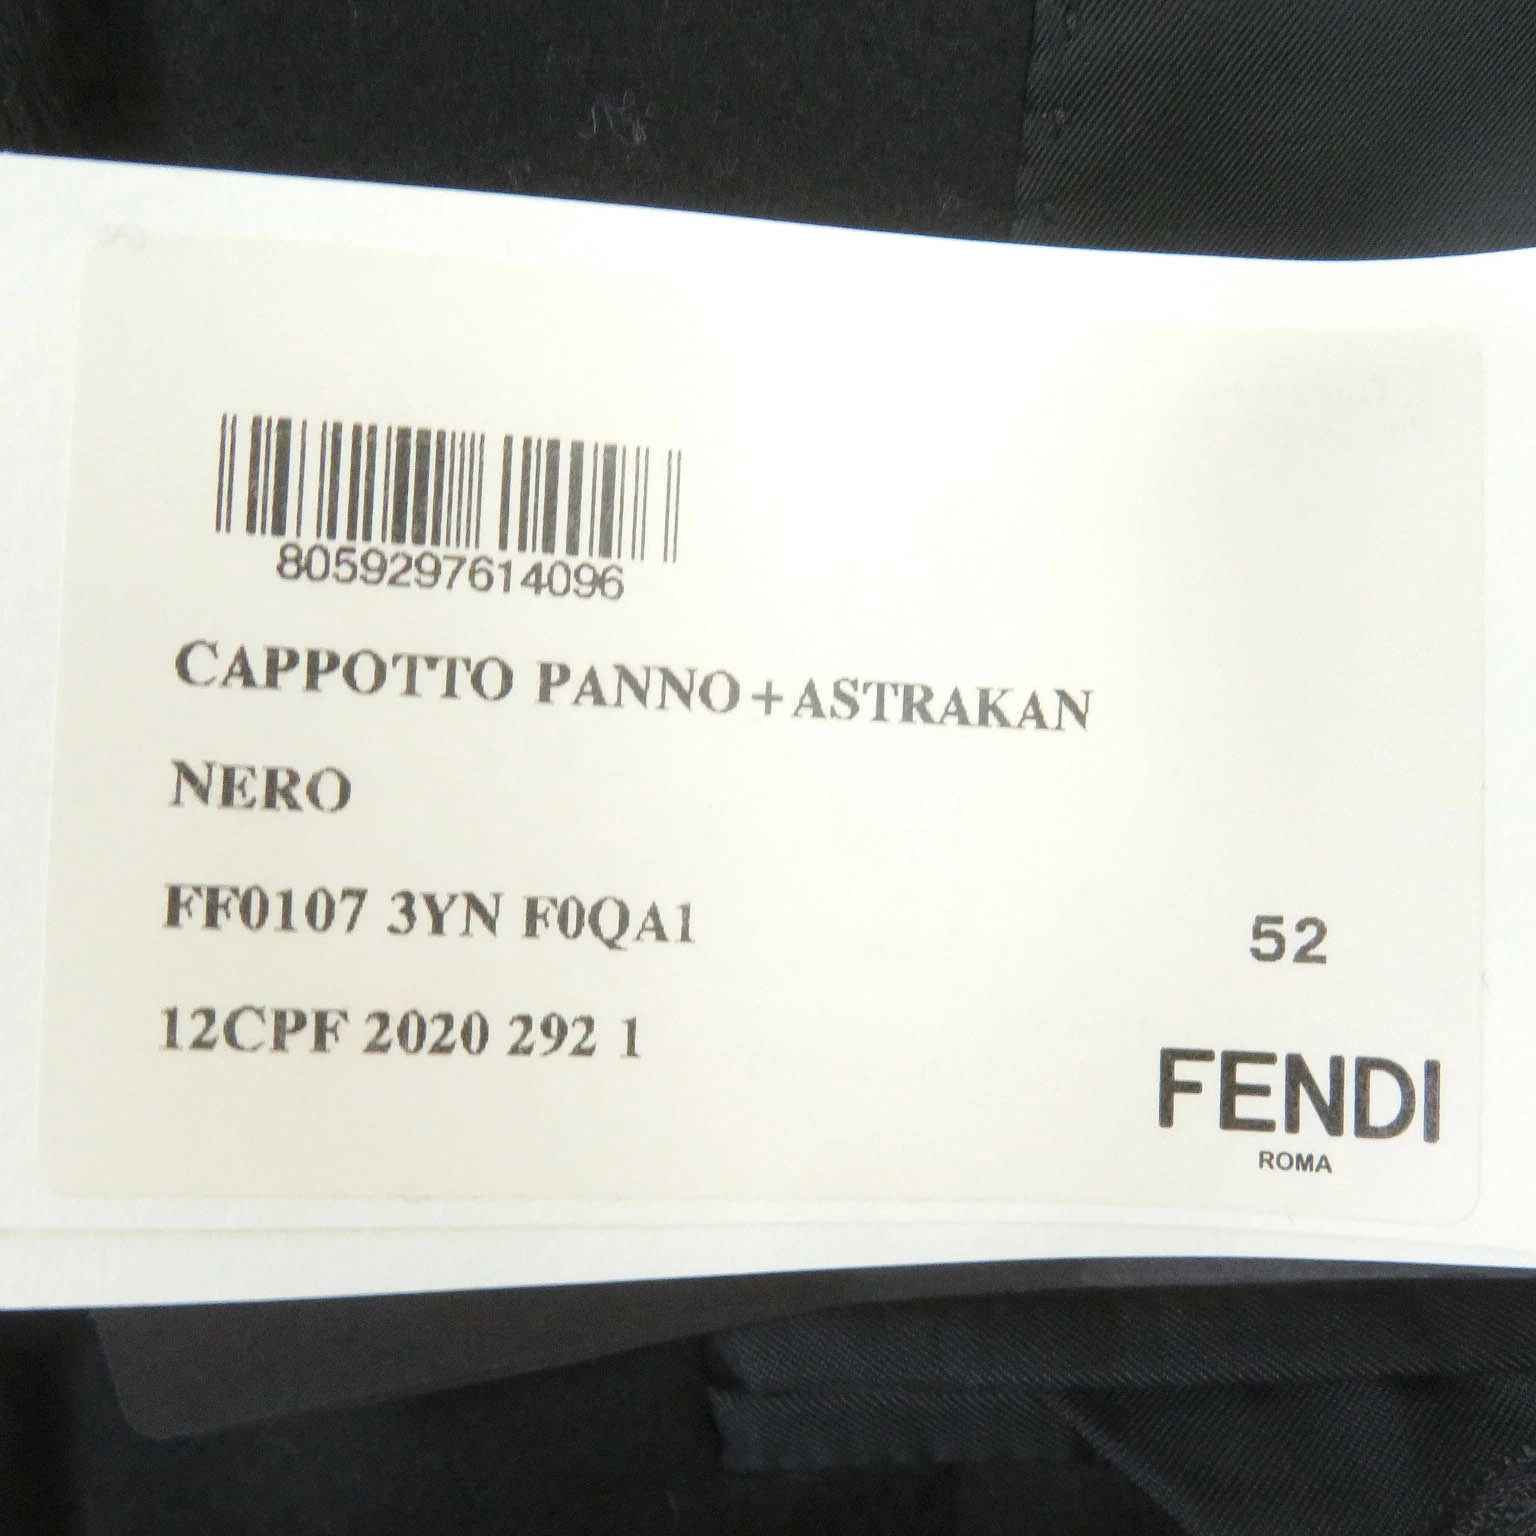 8059297614096
CAPPOTTO PANNO+ASTRAKAN
NERO
FF0107 3YN F0QA1
52
12CPF 2020 292 1
FENDI
ROMA